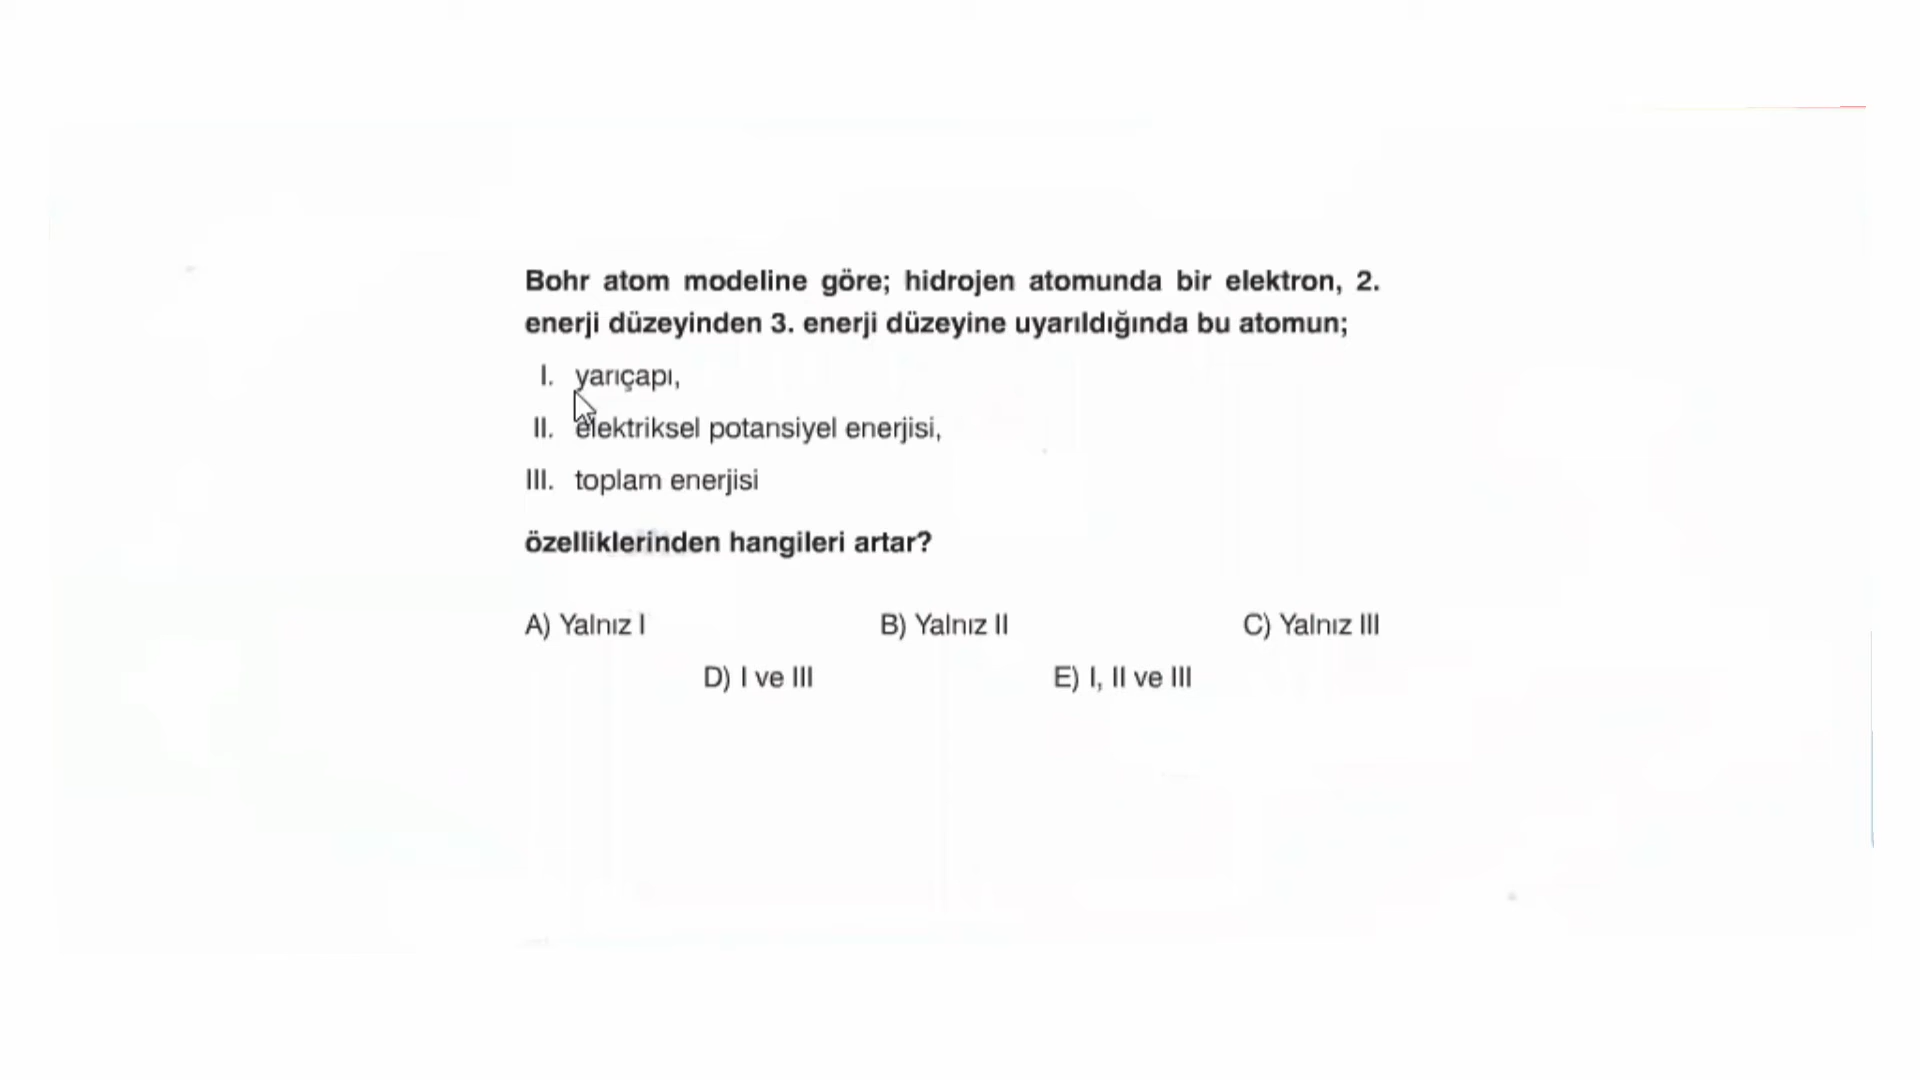 Bohr atom modeline göre; hidrojen atomunda bir elektron, 2.
enerji düzeyinden 3. enerji düzeyine uyarıldığında bu atomun;
I. yarıçapı,
II. elektriksel potansiyel enerjisi,
III. toplam enerjisi
özelliklerinden hangileri artar?
A) Yalnız I B) Yalnız II C) Yalnız III
D) I ve III E) I, II ve III